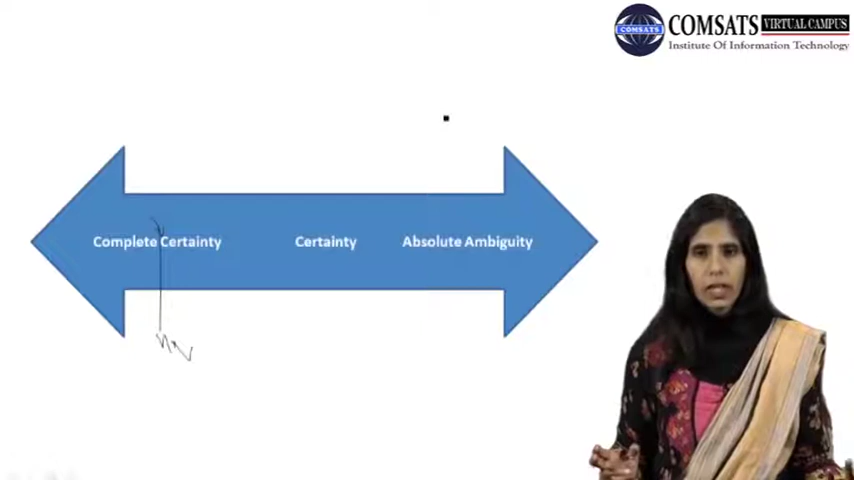 COMSATS
COMSATS VIRTUAL CAMPUS
Institute Of Information Technology
Complete Certainty Certainty Absolute Ambiguity